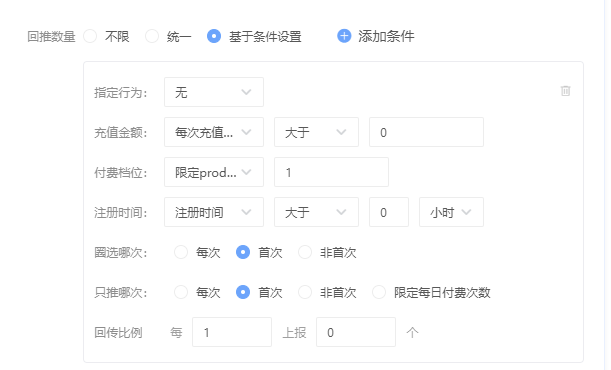 回推数量 不限 统一 基于条件设置 添加条件
指定行为: 无
充值金额: 每次充值... 大于 0
付费档位: 限定prod... 1
注册时间: 注册时间 大于 0 小时
圈选哪次: 每次 首次 非首次
只推哪次: 每次 首次 非首次 限定每日付费次数
回传比例 每 1 上报 0 个